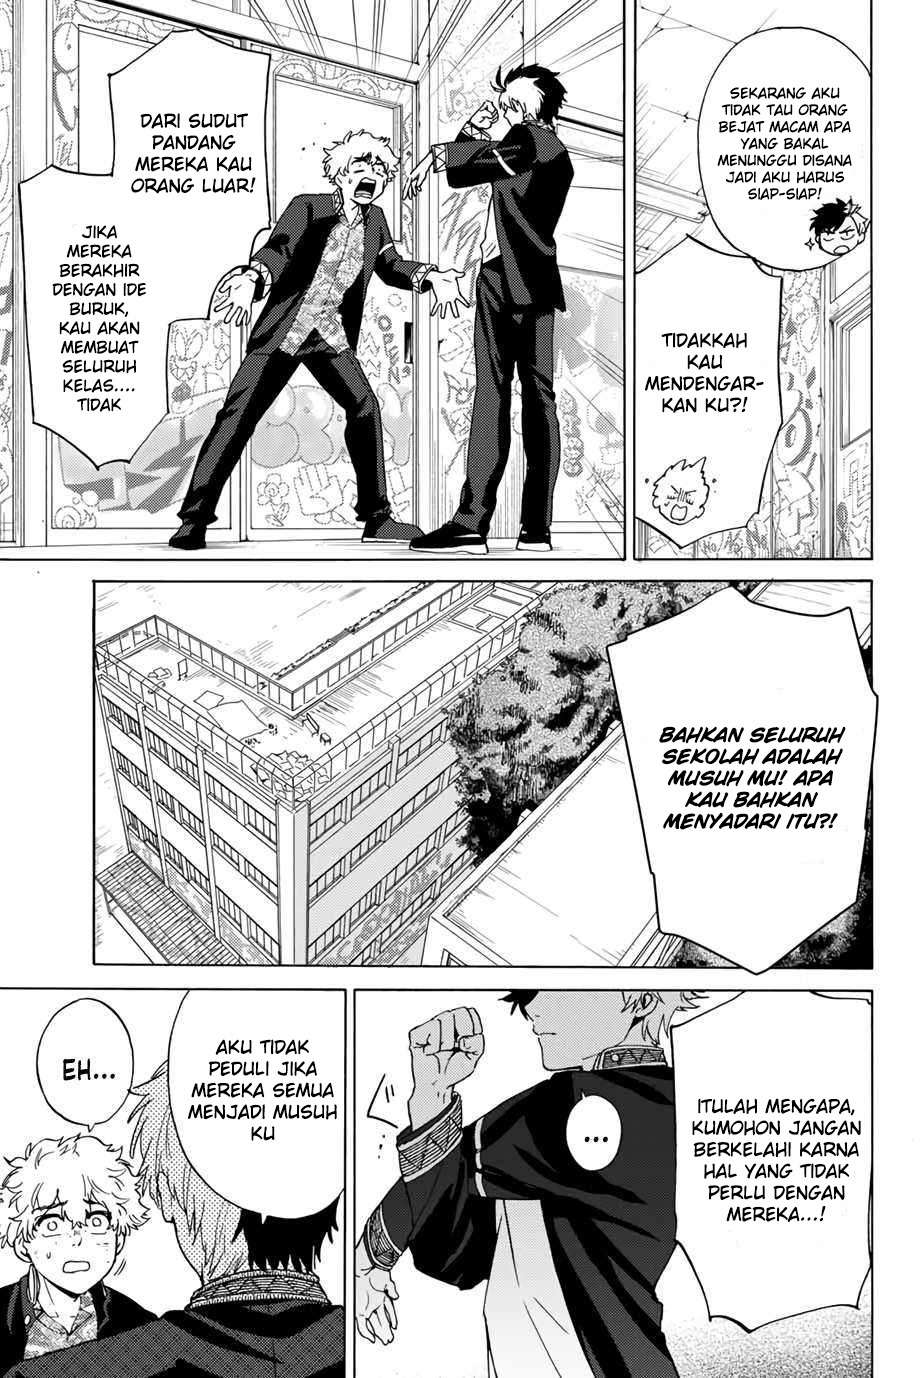 SEKARANG AKU
TIDAK TAU ORANG
BEJAT MACAM APA
YANG BAKAL
MENUNGGU DISANA
JADI AKU HARUS
SIAP-SIAP!
TIDAKKAH
KAU
MENDENGAR-
KAN KU?!
DARI SUDUT
PANDANG
MEREKA KAU
ORANG LUAR!
JIKA
MEREKA
BERAKHIR
DENGAN IDE
BURUK,
KAU AKAN
MEMBUAT
SELURUH
KELAS....
TIDAK
BAHKAN SELURUH
SEKOLAH ADALAH
MUSUH MU! APA
KAU BAHKAN
MENYADARI ITU?!
ITULAH MENGAPA,
KUMOHON JANGAN
BERKELAHI KARNA
HAL YANG TIDAK
PERLU DENGAN
MEREKA...!
...
AKU TIDAK
PEDULI JIKA
MEREKA SEMUA
MENJADI MUSUH
KU
EH...